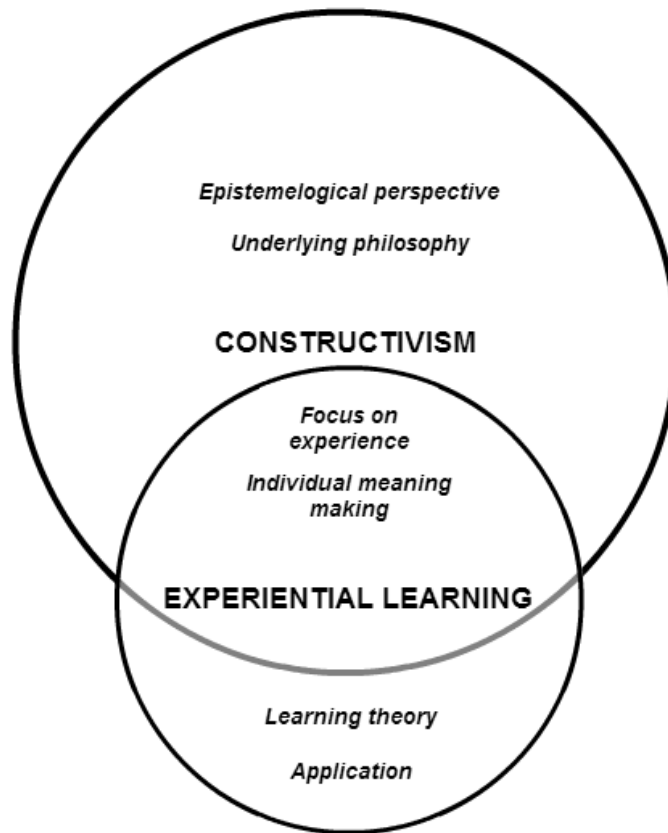 Epistemelogical perspective
Underlying philosophy
CONSTRUCTIVISM
Focus on
experience
Individual meaning
making
EXPERIENTIAL LEARNING
Learning theory
Application